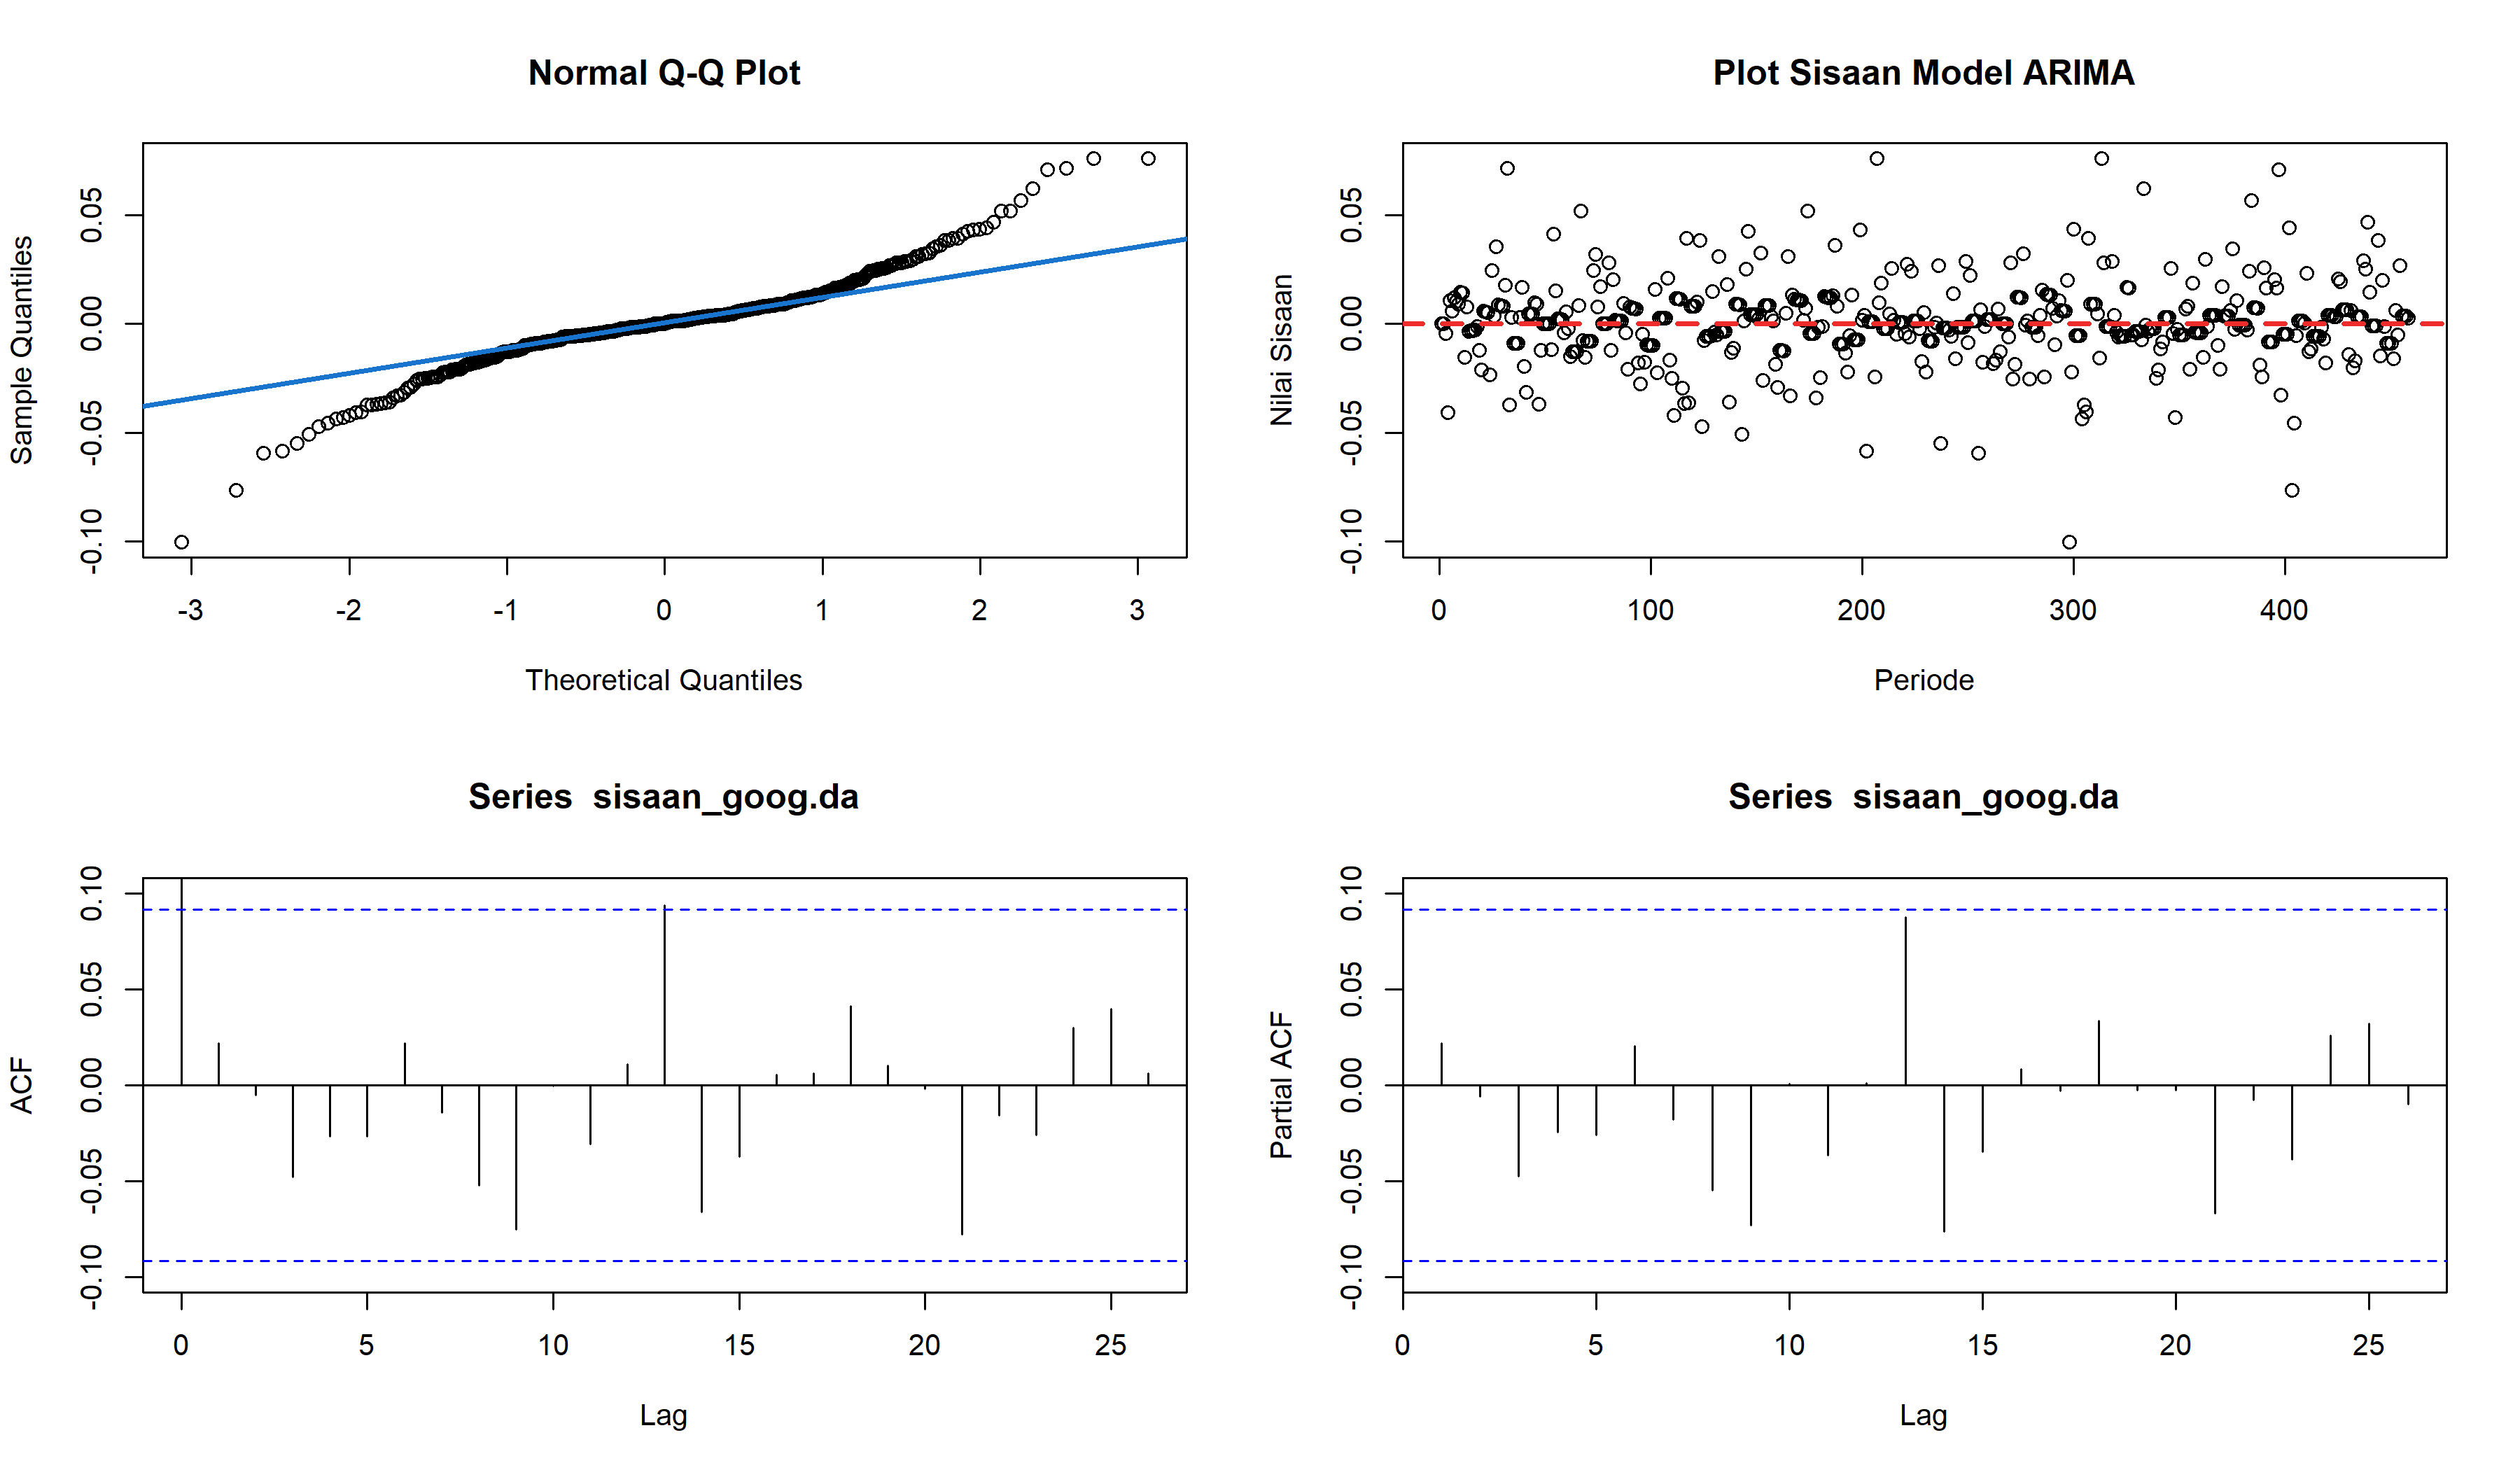 Normal Q-Q Plot
Sample Quantiles
0.05
0.00
-0.05
-0.10
-3 -2 -1 0 1 2 3
Theoretical Quantiles
Plot Sisaan Model ARIMA
Nilai Sisaan
0.05
0.00
-0.05
-0.10
0 100 200 300 400
Periode
Series sisaan_goog.da
ACF
0.10
0.05
0.00
-0.05
-0.10
0 5 10 15 20 25
Lag
Series sisaan_goog.da
Partial ACF
0.10
0.05
0.00
-0.05
-0.10
0 5 10 15 20 25
Lag